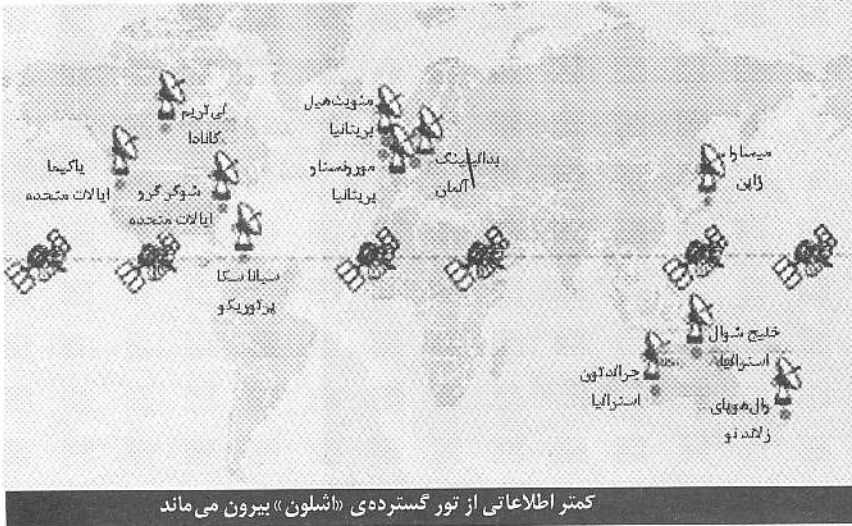 لی‌تریم
کانادا
یاکیما
ایالات متحده
شوگر گرو
ایالات متحده
سیانا سکا
پرتوریکو
منویث‌هیل
بریتانیا
مورونستاو
بریتانیا
بدالیبلینگ
آلمان
میساوا
ژاپن
خلیج شوال
استرالیا
جرالدتون
استرالیا
وال‌هوپای
زلاند نو
کمتر اطلاعاتی از تور گسترده‌ی «اشلون» بیرون می‌ماند